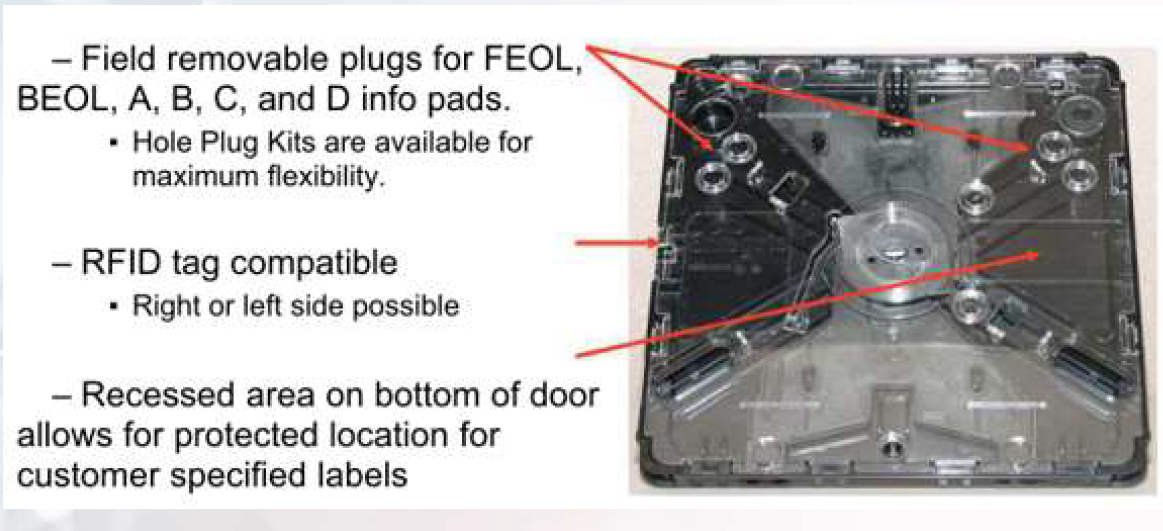 – Field removable plugs for FEOL,
BEOL, A, B, C, and D info pads.
▪ Hole Plug Kits are available for
maximum flexibility.
– RFID tag compatible
▪ Right or left side possible
– Recessed area on bottom of door
allows for protected location for
customer specified labels